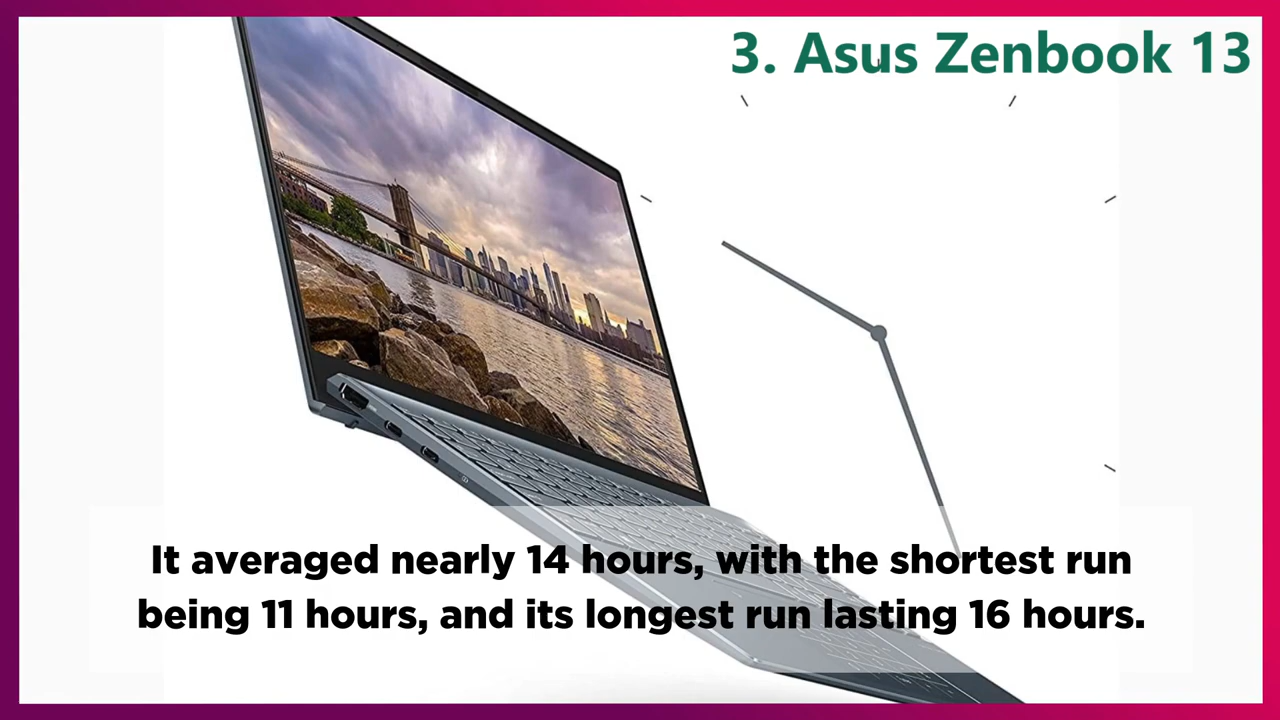 3. Asus Zenbook 13
It averaged nearly 14 hours, with the shortest run
being 11 hours, and its longest run lasting 16 hours.